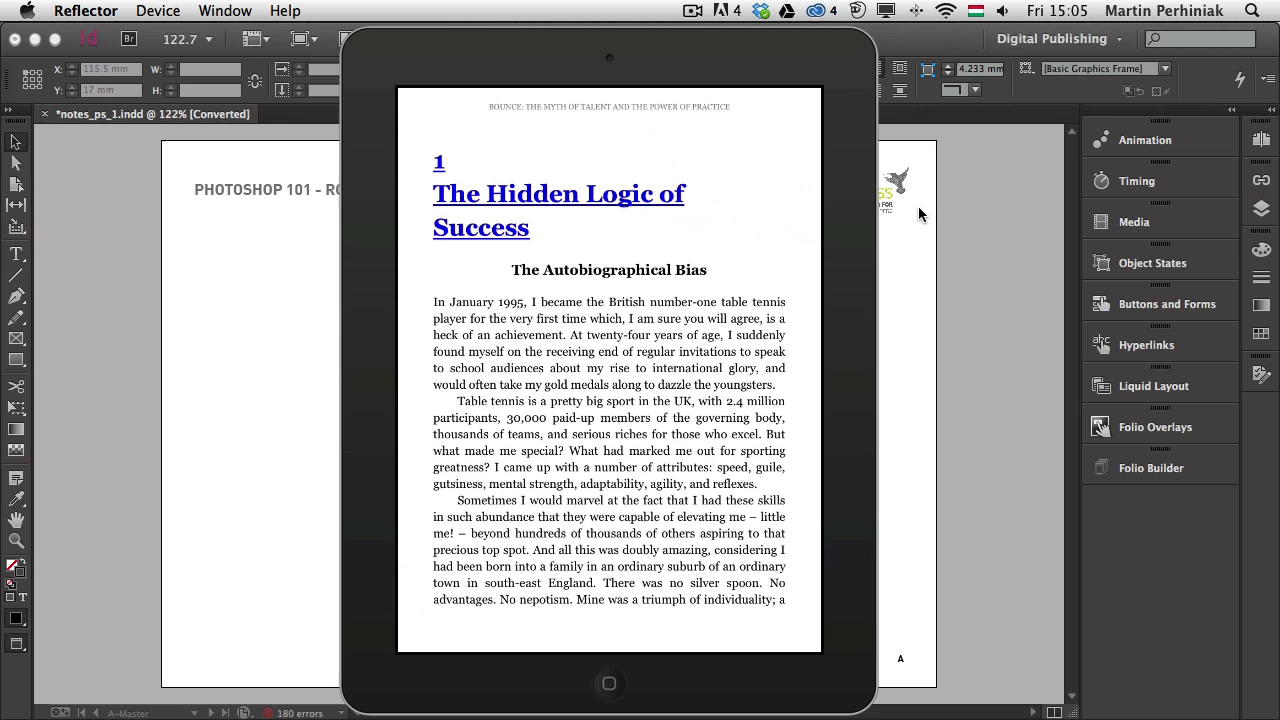 Reflector Device Window Help 4 4 Fri 15:05 Martin Perhiniak
Id Br 122.7 Digital Publishing
X: 115.5 mm W: 4.233 mm [Basic Graphics Frame]
Y: 17 mm H:
*notes_ps_1.indd @ 122% [Converted]
PHOTOSHOP 101 - RO
BOUNCE: THE MYTH OF TALENT AND THE POWER OF PRACTICE
1
The Hidden Logic of
Success
The Autobiographical Bias
In January 1995, I became the British number-one table tennis
player for the very first time which, I am sure you will agree, is a
heck of an achievement. At twenty-four years of age, I suddenly
found myself on the receiving end of regular invitations to speak
to school audiences about my rise to international glory, and
would often take my gold medals along to dazzle the youngsters.
Table tennis is a pretty big sport in the UK, with 2.4 million
participants, 30,000 paid-up members of the governing body,
thousands of teams, and serious riches for those who excel. But
what made me special? What had marked me out for sporting
greatness? I came up with a number of attributes: speed, guile,
gutsiness, mental strength, adaptability, agility, and reflexes.
Sometimes I would marvel at the fact that I had these skills
in such abundance that they were capable of elevating me – little
me! – beyond hundreds of thousands of others aspiring to that
precious top spot. And all this was doubly amazing, considering I
had been born into a family in an ordinary suburb of an ordinary
town in south-east England. There was no silver spoon. No
advantages. No nepotism. Mine was a triumph of individuality; a
SS
FOR
A
Animation
Timing
Media
Object States
Buttons and Forms
Hyperlinks
Liquid Layout
Folio Overlays
Folio Builder
A-Master 180 errors